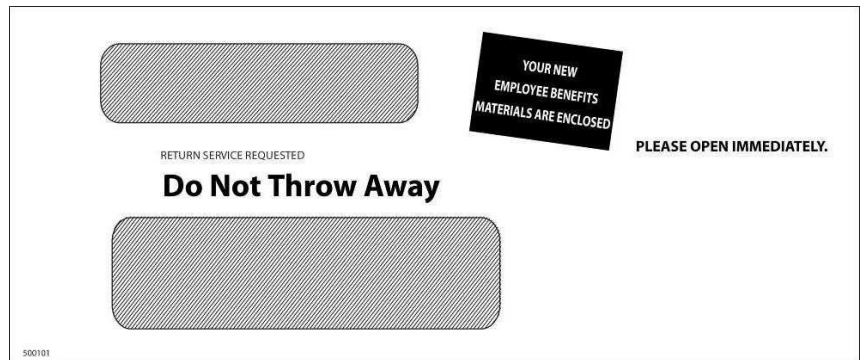 YOUR NEW
EMPLOYEE BENEFITS
MATERIALS ARE ENCLOSED
PLEASE OPEN IMMEDIATELY.
RETURN SERVICE REQUESTED
Do Not Throw Away
500101